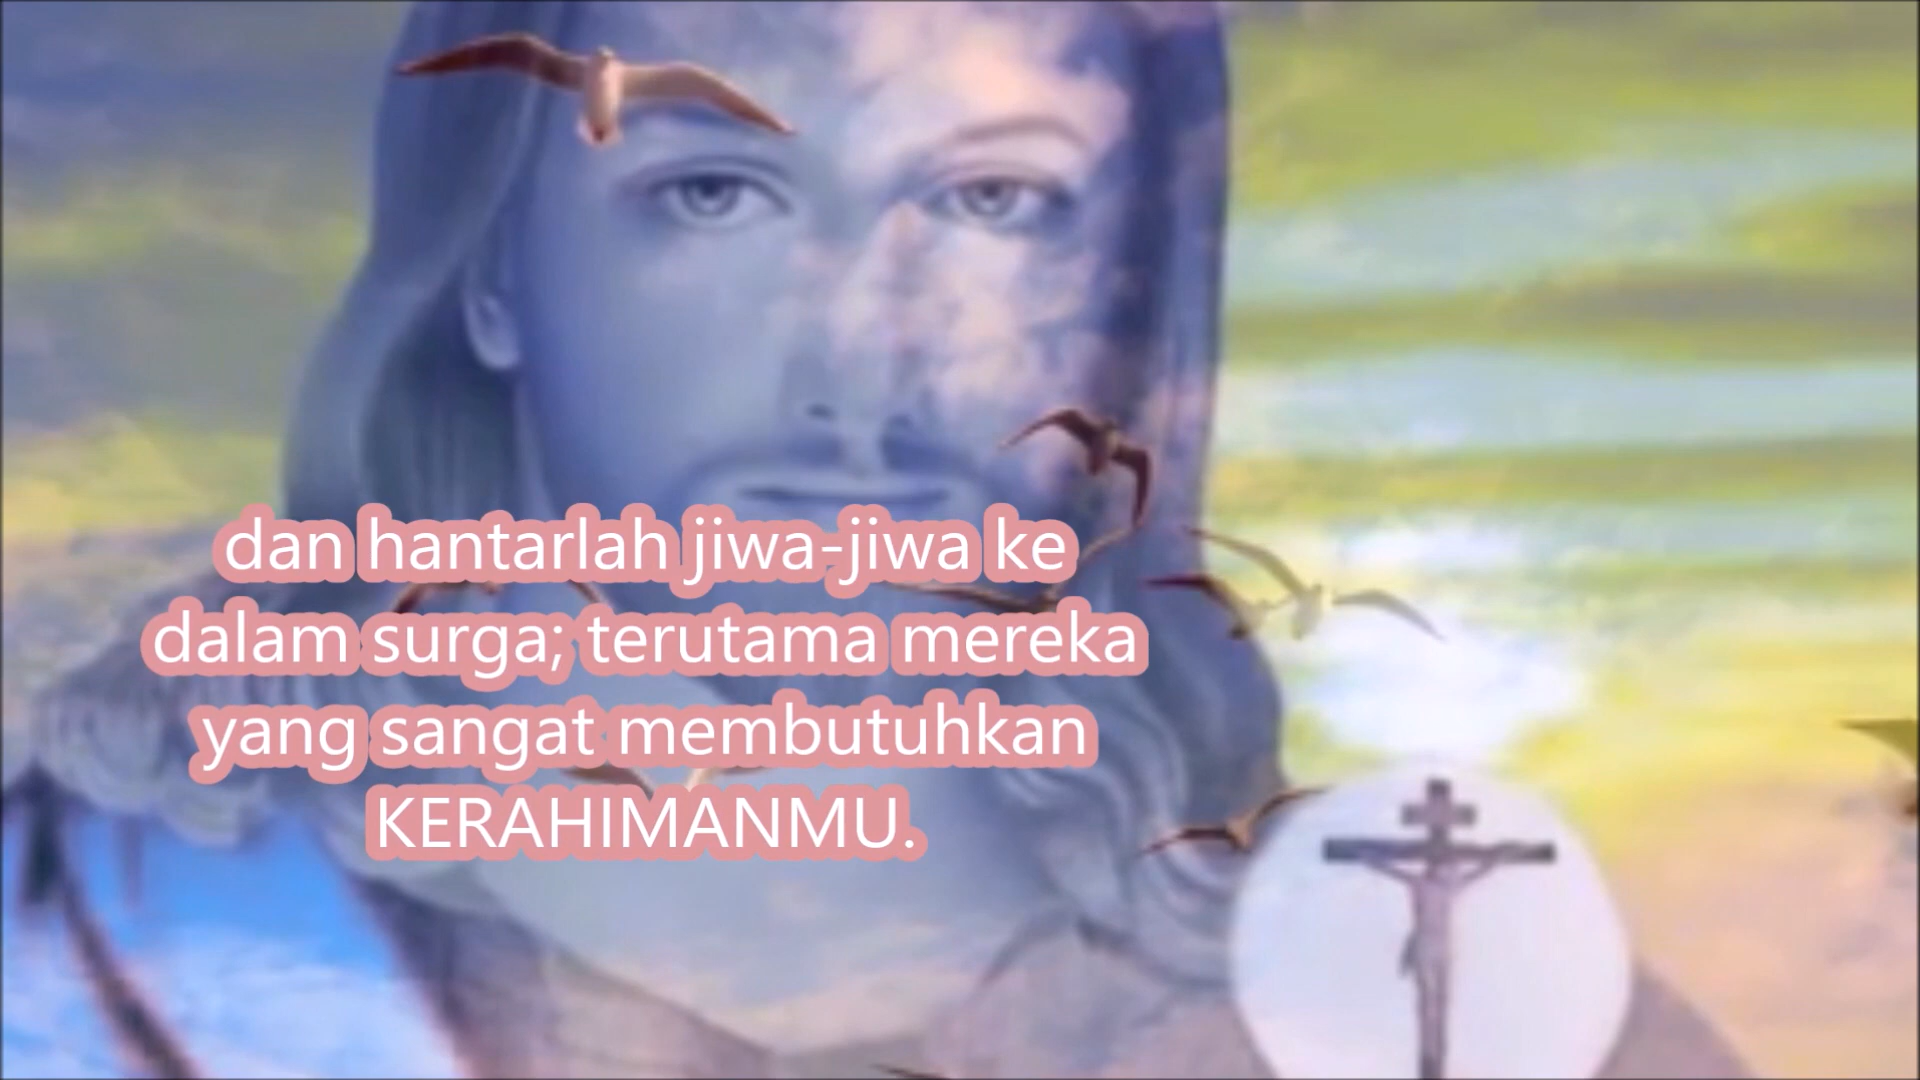 dan hantarlah jiwa-jiwa ke
dalam surga; terutama mereka
yang sangat membutuhkan
KERAHIMANMU.